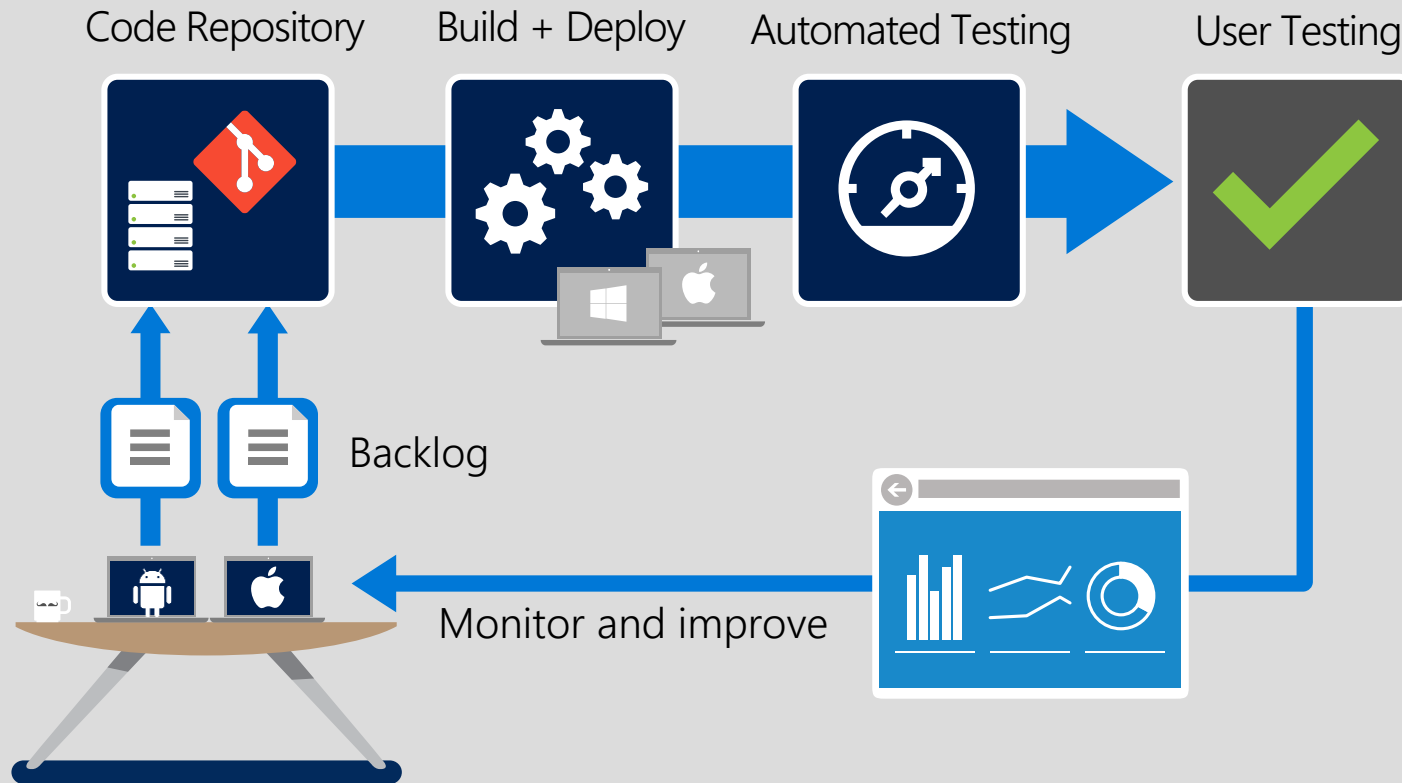 Code Repository
Build + Deploy
Automated Testing
User Testing
Backlog
Monitor and improve